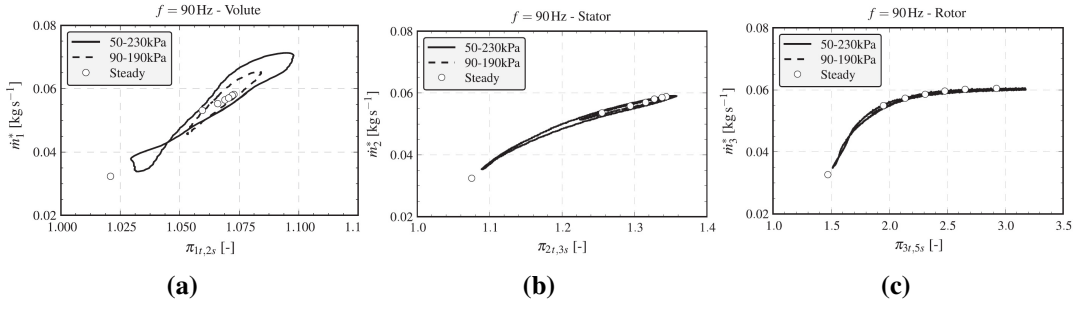 f = 90 Hz - Volute
50-230kPa
90-190kPa
Steady
ṁ* [kg s⁻¹]
0.08
0.06
0.04
0.02
1.000 1.025 1.050 1.075 1.100 1.1
π1t,2s [-]
(a)
f = 90 Hz - Stator
50-230kPa
90-190kPa
Steady
ṁ*2 [kg s⁻¹]
0.08
0.06
0.04
0.02
1.0 1.1 1.2 1.3 1.4
π2t,3s [-]
(b)
f = 90 Hz - Rotor
50-230kPa
90-190kPa
Steady
ṁ*3 [kg s⁻¹]
0.08
0.06
0.04
0.02
1.0 1.5 2.0 2.5 3.0 3.5
π3t,5s [-]
(c)